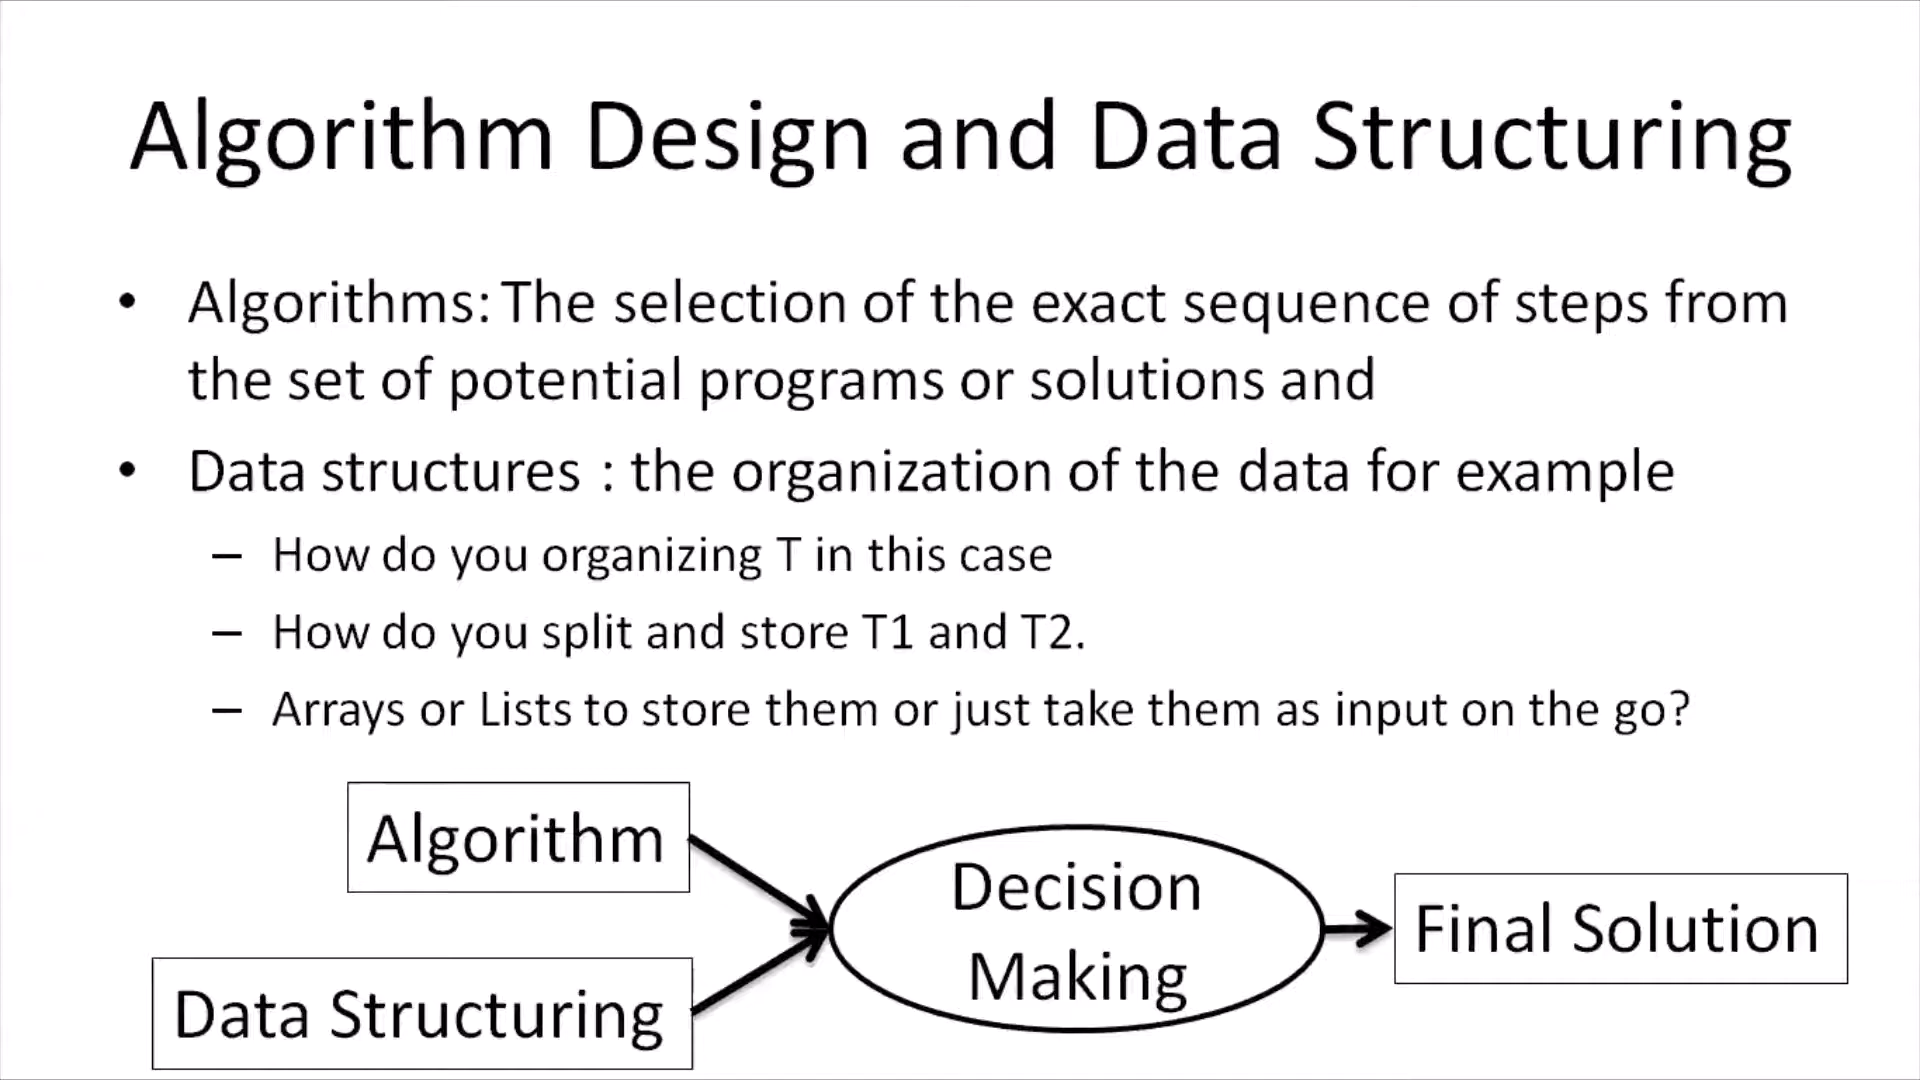 Algorithm Design and Data Structuring
• Algorithms: The selection of the exact sequence of steps from
the set of potential programs or solutions and
• Data structures : the organization of the data for example
– How do you organizing T in this case
– How do you split and store T1 and T2.
– Arrays or Lists to store them or just take them as input on the go?
Algorithm
Data Structuring
Decision
Making
Final Solution